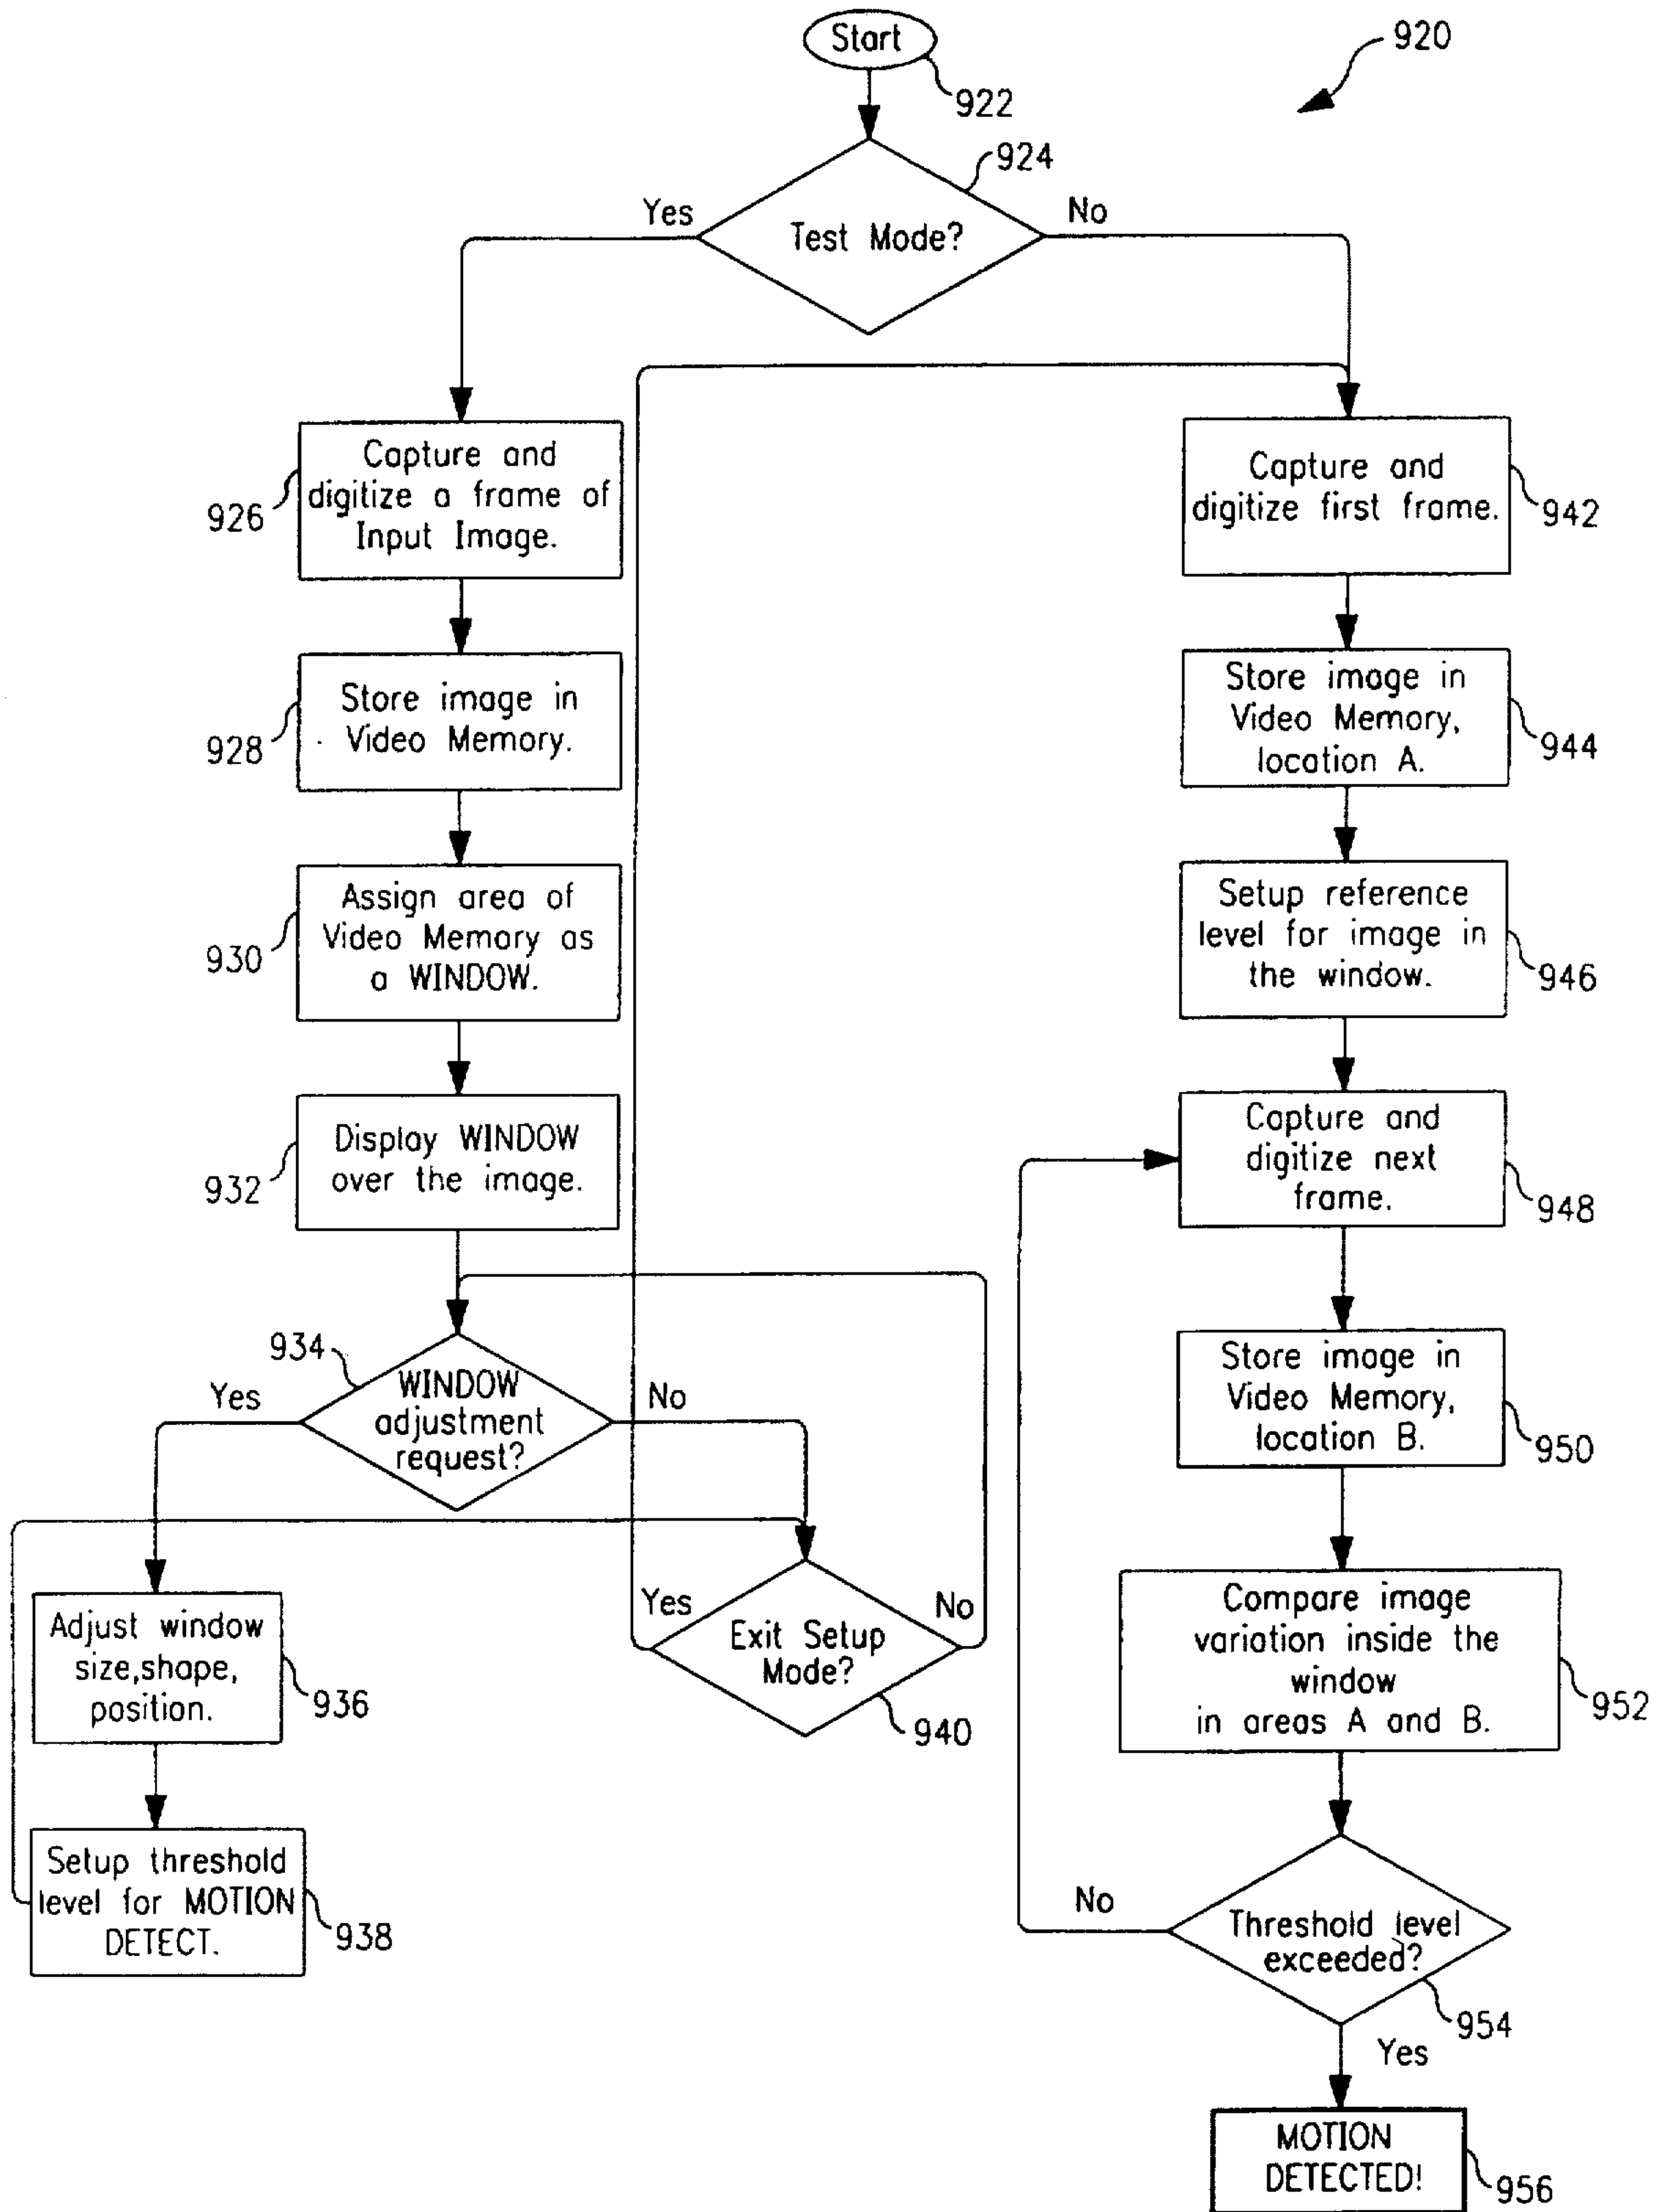 Start
920
922
924
Yes
Test Mode?
No
Capture and
digitize a frame of
Input Image.
926
Store image in
Video Memory.
928
Assign area of
Video Memory as
a WINDOW.
930
Display WINDOW
over the image.
932
934
WINDOW
adjustment
request?
Yes
No
Adjust window
size,shape,
position.
936
Setup threshold
level for MOTION
DETECT.
938
Yes
Exit Setup
Mode?
No
940
Capture and
digitize first frame.
942
Store image in
Video Memory,
location A.
944
Setup reference
level for image in
the window.
946
Capture and
digitize next
frame.
948
Store image in
Video Memory,
location B.
950
Compare image
variation inside the
window
in areas A and B.
952
No
Threshold level
exceeded?
954
Yes
MOTION
DETECTED!
956